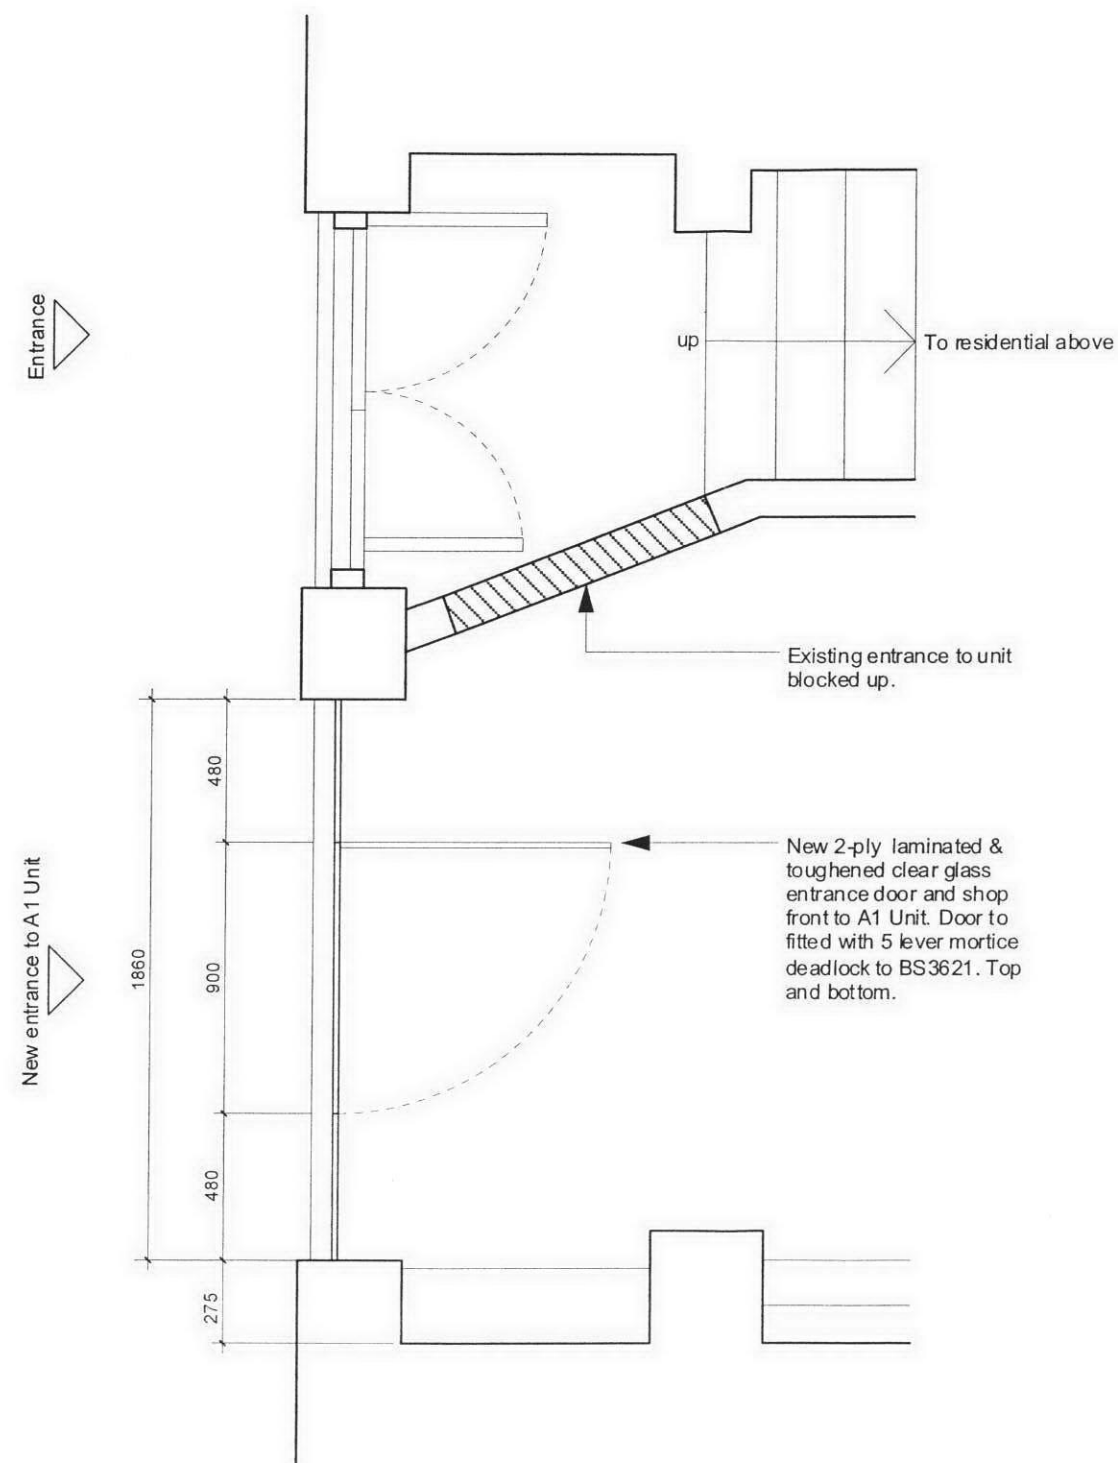 Entrance
up
To residential above
Existing entrance to unit
blocked up.
480
New 2-ply laminated &
toughened clear glass
entrance door and shop
front to A1 Unit. Door to
fitted with 5 lever mortice
deadlock to BS3621. Top
and bottom.
New entrance to A1 Unit
1860
900
480
275